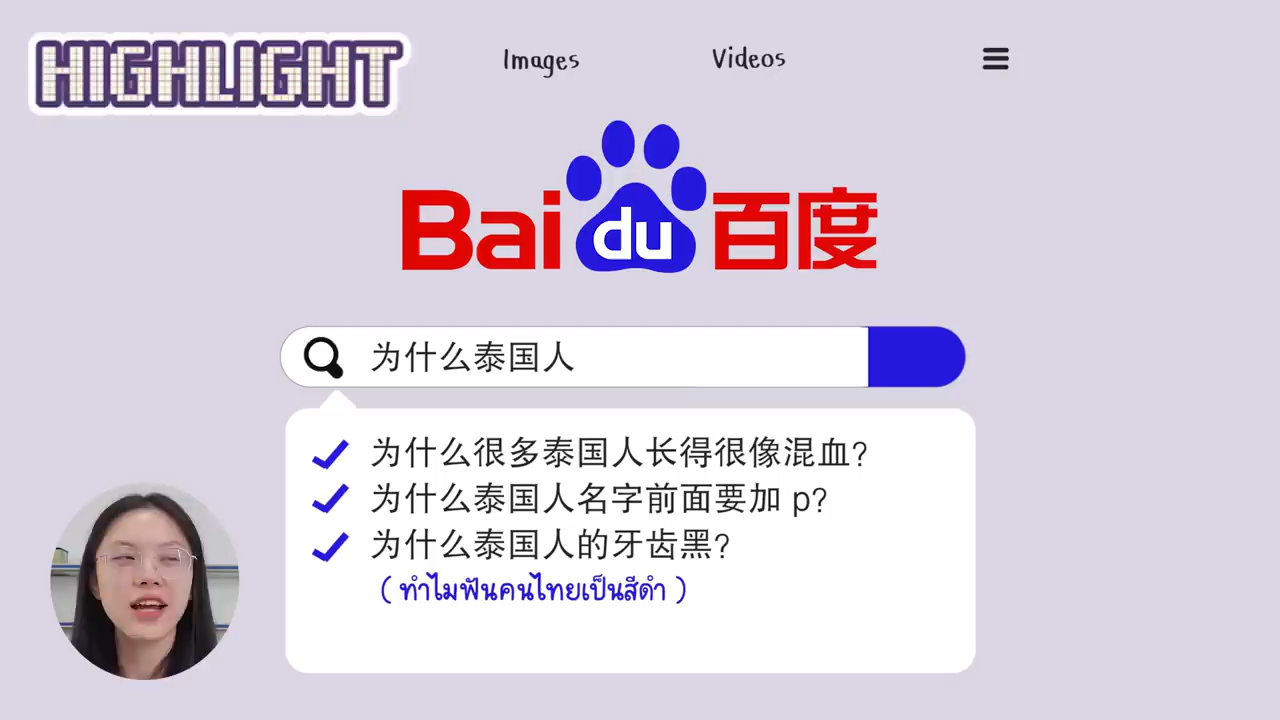 HIGHLIGHT
Images
Videos
Bai du 百度
为什么泰国人
为什么很多泰国人长得很像混血?
为什么泰国人名字前面要加 p?
为什么泰国人的牙齿黑?
( ทำไมฟันคนไทยเป็นสีดำ )